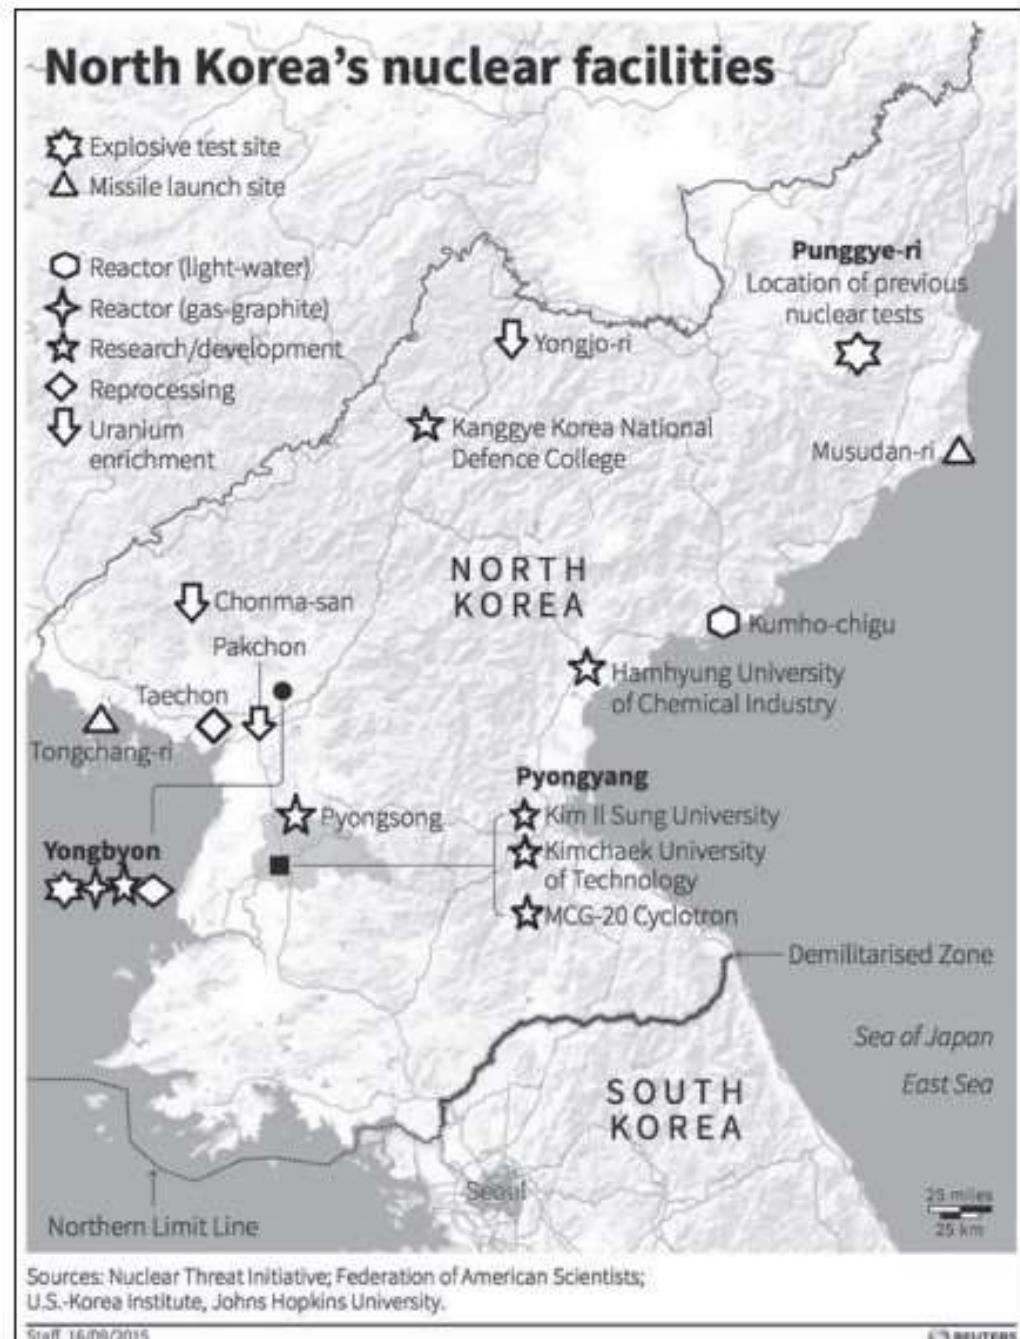 North Korea's nuclear facilities
Explosive test site
Missile launch site
Reactor (light-water)
Reactor (gas-graphite)
Research/development
Reprocessing
Uranium
enrichment
Punggye-ri
Location of previous
nuclear tests
Yongjo-ri
Kanggye Korea National
Defence College
Musudan-ri
NORTH
KOREA
Chonma-san
Pakchon
Kumho-chigu
Taechon
Hamhyung University
of Chemical Industry
Tongchang-ri
Pyongyang
Kim Il Sung University
Pyongsong
Kimchaek University
of Technology
Yongbyon
MCG-20 Cyclotron
Demilitarised Zone
Sea of Japan
East Sea
SOUTH
KOREA
Seoul
25 miles
25 km
Northern Limit Line
Sources: Nuclear Threat Initiative; Federation of American Scientists;
U.S.-Korea Institute, Johns Hopkins University.
Staff, 16/09/2015
REUTERS